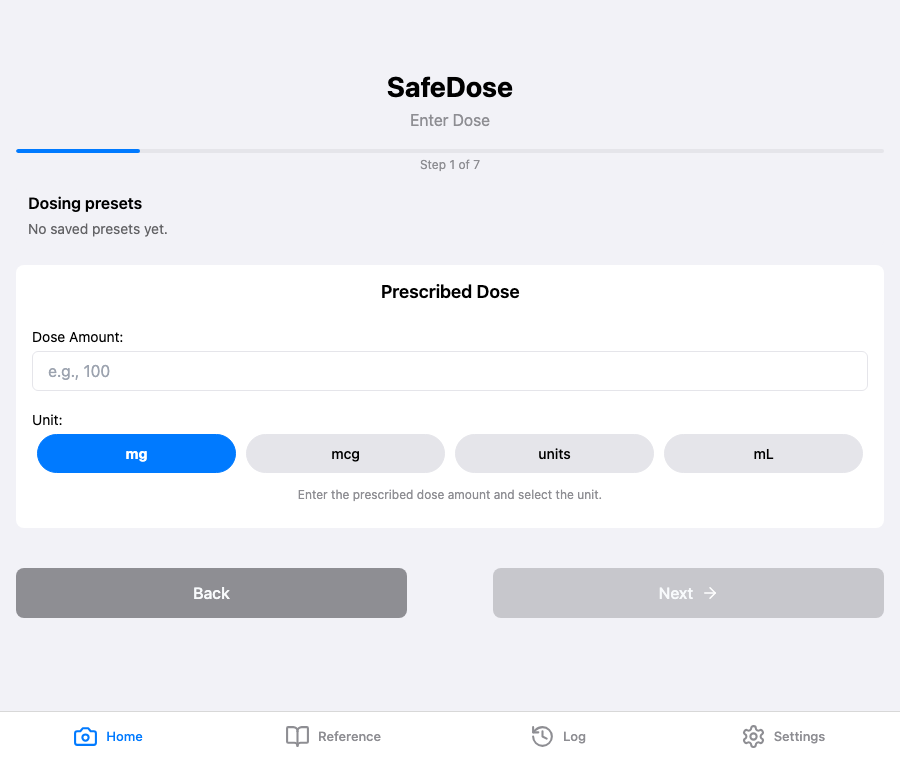 SafeDose
Enter Dose
Step 1 of 7
Dosing presets
No saved presets yet.
Prescribed Dose
Dose Amount:
e.g., 100
Unit:
mg mcg units mL
Enter the prescribed dose amount and select the unit.
Back Next →
Home Reference Log Settings